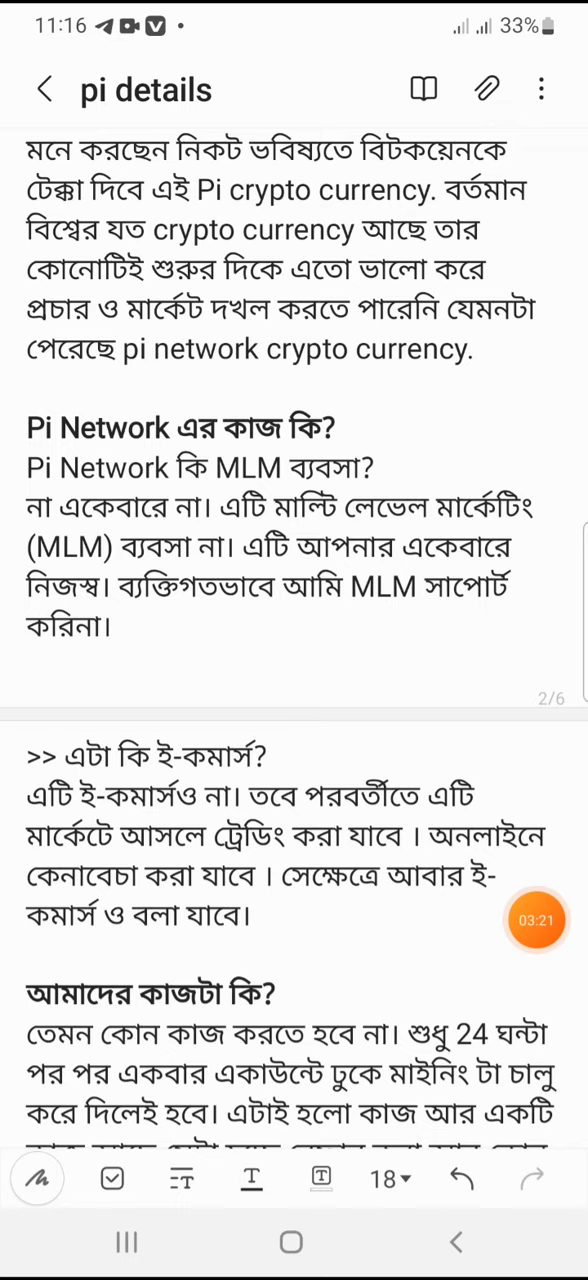 11:16
33%
pi details
মনে করছেন নিকট ভবিষ্যতে বিটকয়েনকে
টেক্কা দিবে এই Pi crypto currency. বর্তমান
বিশ্বের যত crypto currency আছে তার
কোনোটিই শুরুর দিকে এতো ভালো করে
প্রচার ও মার্কেট দখল করতে পারেনি যেমনটা
পেরেছে pi network crypto currency.
Pi Network এর কাজ কি?
Pi Network কি MLM ব্যবসা?
না একেবারে না। এটি মাল্টি লেভেল মার্কেটিং
(MLM) ব্যবসা না। এটি আপনার একেবারে
নিজস্ব। ব্যক্তিগতভাবে আমি MLM সাপোর্ট
করিনা।
2/6
>> এটা কি ই-কমার্স?
এটি ই-কমার্সও না। তবে পরবর্তীতে এটি
মার্কেটে আসলে ট্রেডিং করা যাবে । অনলাইনে
কেনাবেচা করা যাবে । সেক্ষেত্রে আবার ই-
কমার্স ও বলা যাবে।
03:21
আমাদের কাজটা কি?
তেমন কোন কাজ করতে হবে না। শুধু 24 ঘন্টা
পর পর একবার একাউন্টে ঢুকে মাইনিং টা চালু
করে দিলেই হবে। এটাই হলো কাজ আর একটি
18